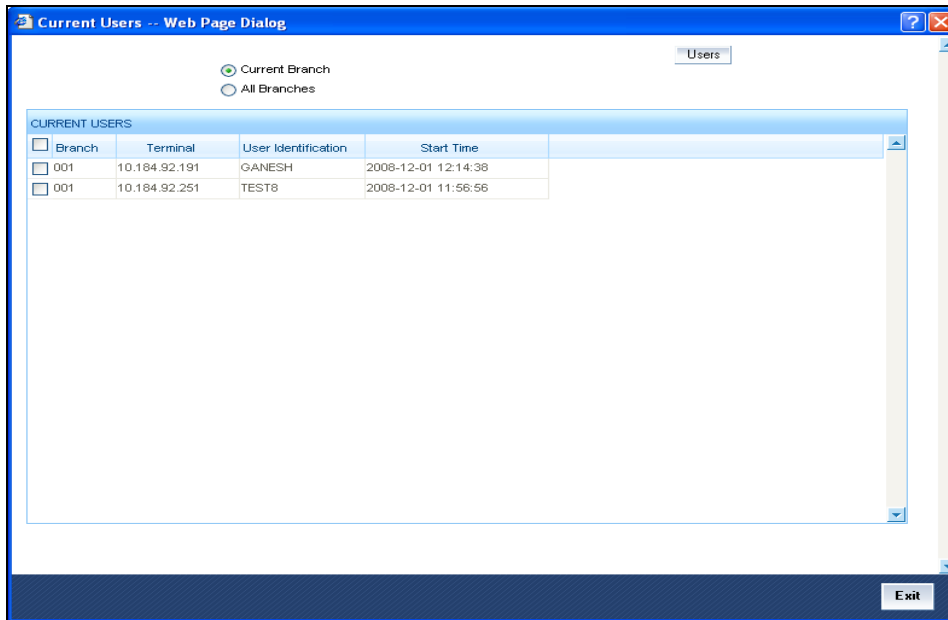 Current Users -- Web Page Dialog
?
Users
Current Branch
All Branches
CURRENT USERS
Branch Terminal User Identification Start Time
001 10.184.92.191 GANESH 2008-12-01 12:14:38
001 10.184.92.251 TEST8 2008-12-01 11:56:56
Exit